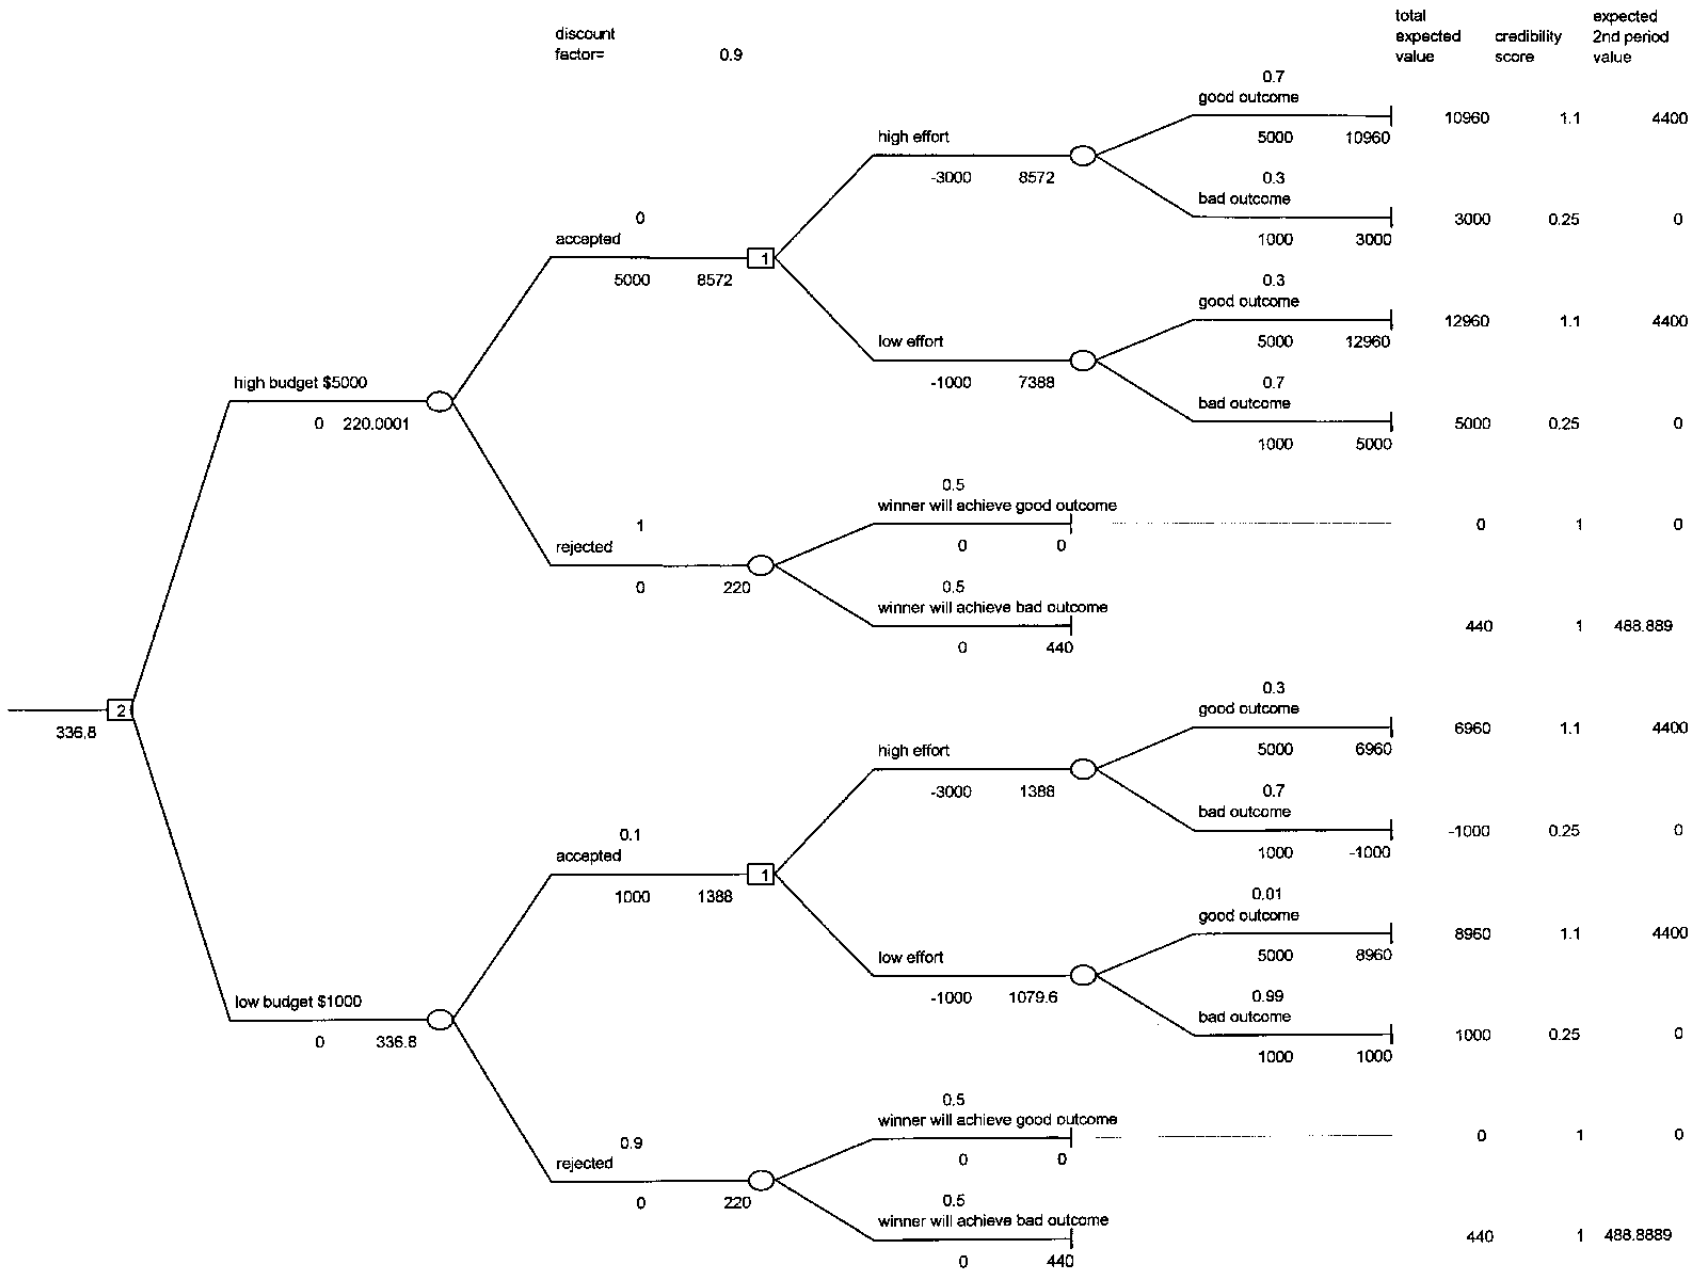 total expected
expected credibility 2nd period
discount value score value
factor= 0.9
0.7
good outcome
10960 1.1 4400
high effort 5000 10960
-3000 8572 0.3
bad outcome
0 3000 0.25 0
accepted 1000 3000
1
5000 8572 0.3
good outcome
12960 1.1 4400
low effort 5000 12960
-1000 7388 0.7
high budget $5000 bad outcome
0 220.0001 5000 0.25 0
1000 5000
0.5
winner will achieve good outcome
1 0 1 0
rejected 0 0
0 220 0.5
winner will achieve bad outcome
440 1 488.889
0 440
0.3
good outcome
2 6960 1.1 4400
336.8 high effort 5000 6960
-3000 1388 0.7
bad outcome
0.1 -1000 0.25 0
accepted 1000 -1000
1
1000 1388 0.01
good outcome
8960 1.1 4400
low effort 5000 8960
-1000 1079.6 0.99
low budget $1000 bad outcome
0 336.8 1000 0.25 0
1000 1000
0.5
winner will achieve good outcome
0.9 0 1 0
rejected 0 0
0 220 0.5
winner will achieve bad outcome
440 1 488.8889
0 440